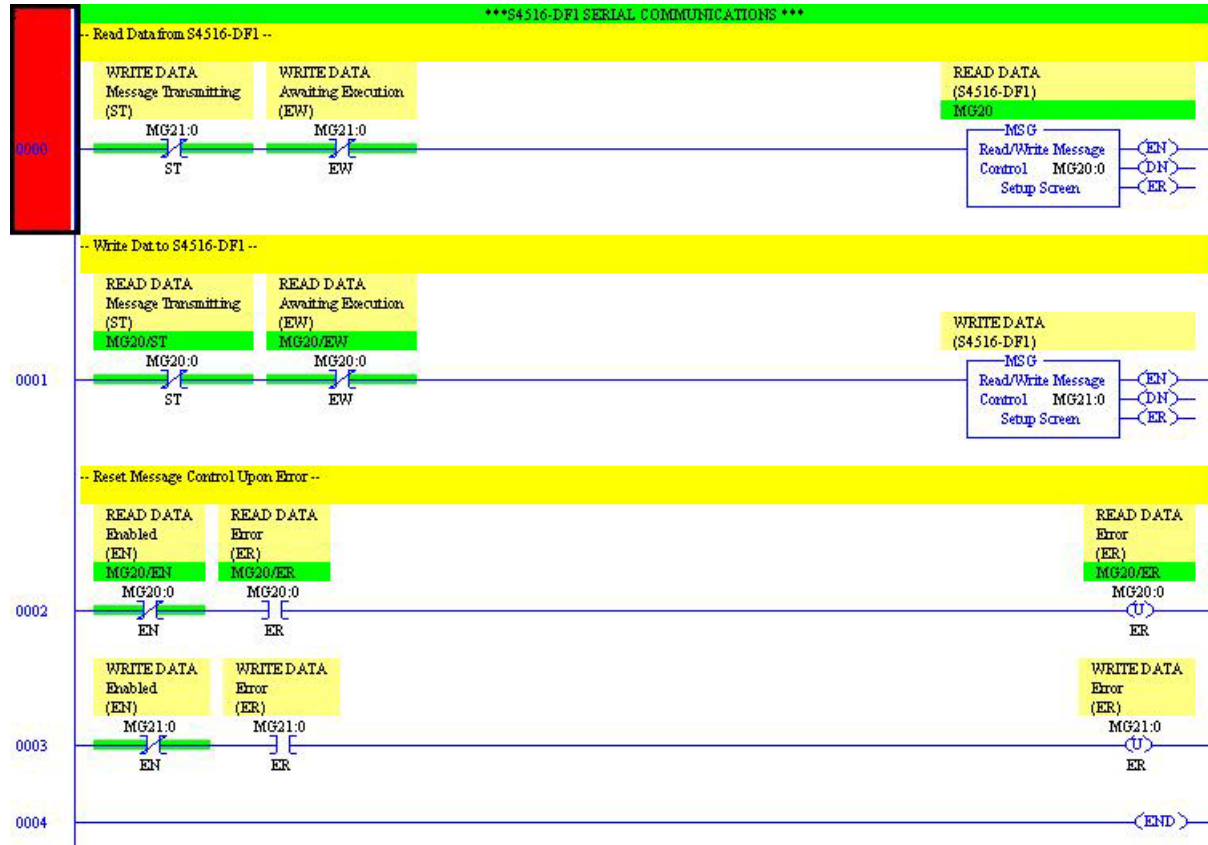 ***S4516-DF1 SERIAL COMMUNICATIONS ***
-- Read Data from S4516-DF1 --
WRITE DATA WRITE DATA READ DATA
Message Transmitting Awaiting Execution (S4516-DF1)
(ST) (EW) MG20
MG21:0 MG21:0 MSG
0000 Read/Write Message EN
Control MG20:0 DN
ST EW Setup Screen ER
-- Write Dat to S4516-DF1 --
READ DATA READ DATA
Message Transmitting Awaiting Execution
(ST) (EW) WRITE DATA
MG20/ST MG20/EW (S4516-DF1)
MG20:0 MG20:0 MSG
0001 Read/Write Message EN
ST EW Control MG21:0 DN
Setup Screen ER
-- Reset Message Control Upon Error --
READ DATA READ DATA READ DATA
Enabled Error Error
(EN) (ER) (ER)
MG20/EN MG20/ER MG20/ER
MG20:0 MG20:0 MG20:0
0002 U
EN ER ER
WRITE DATA WRITE DATA WRITE DATA
Enabled Error Error
(EN) (ER) (ER)
MG21:0 MG21:0 MG21:0
0003 U
EN ER ER
0004 END